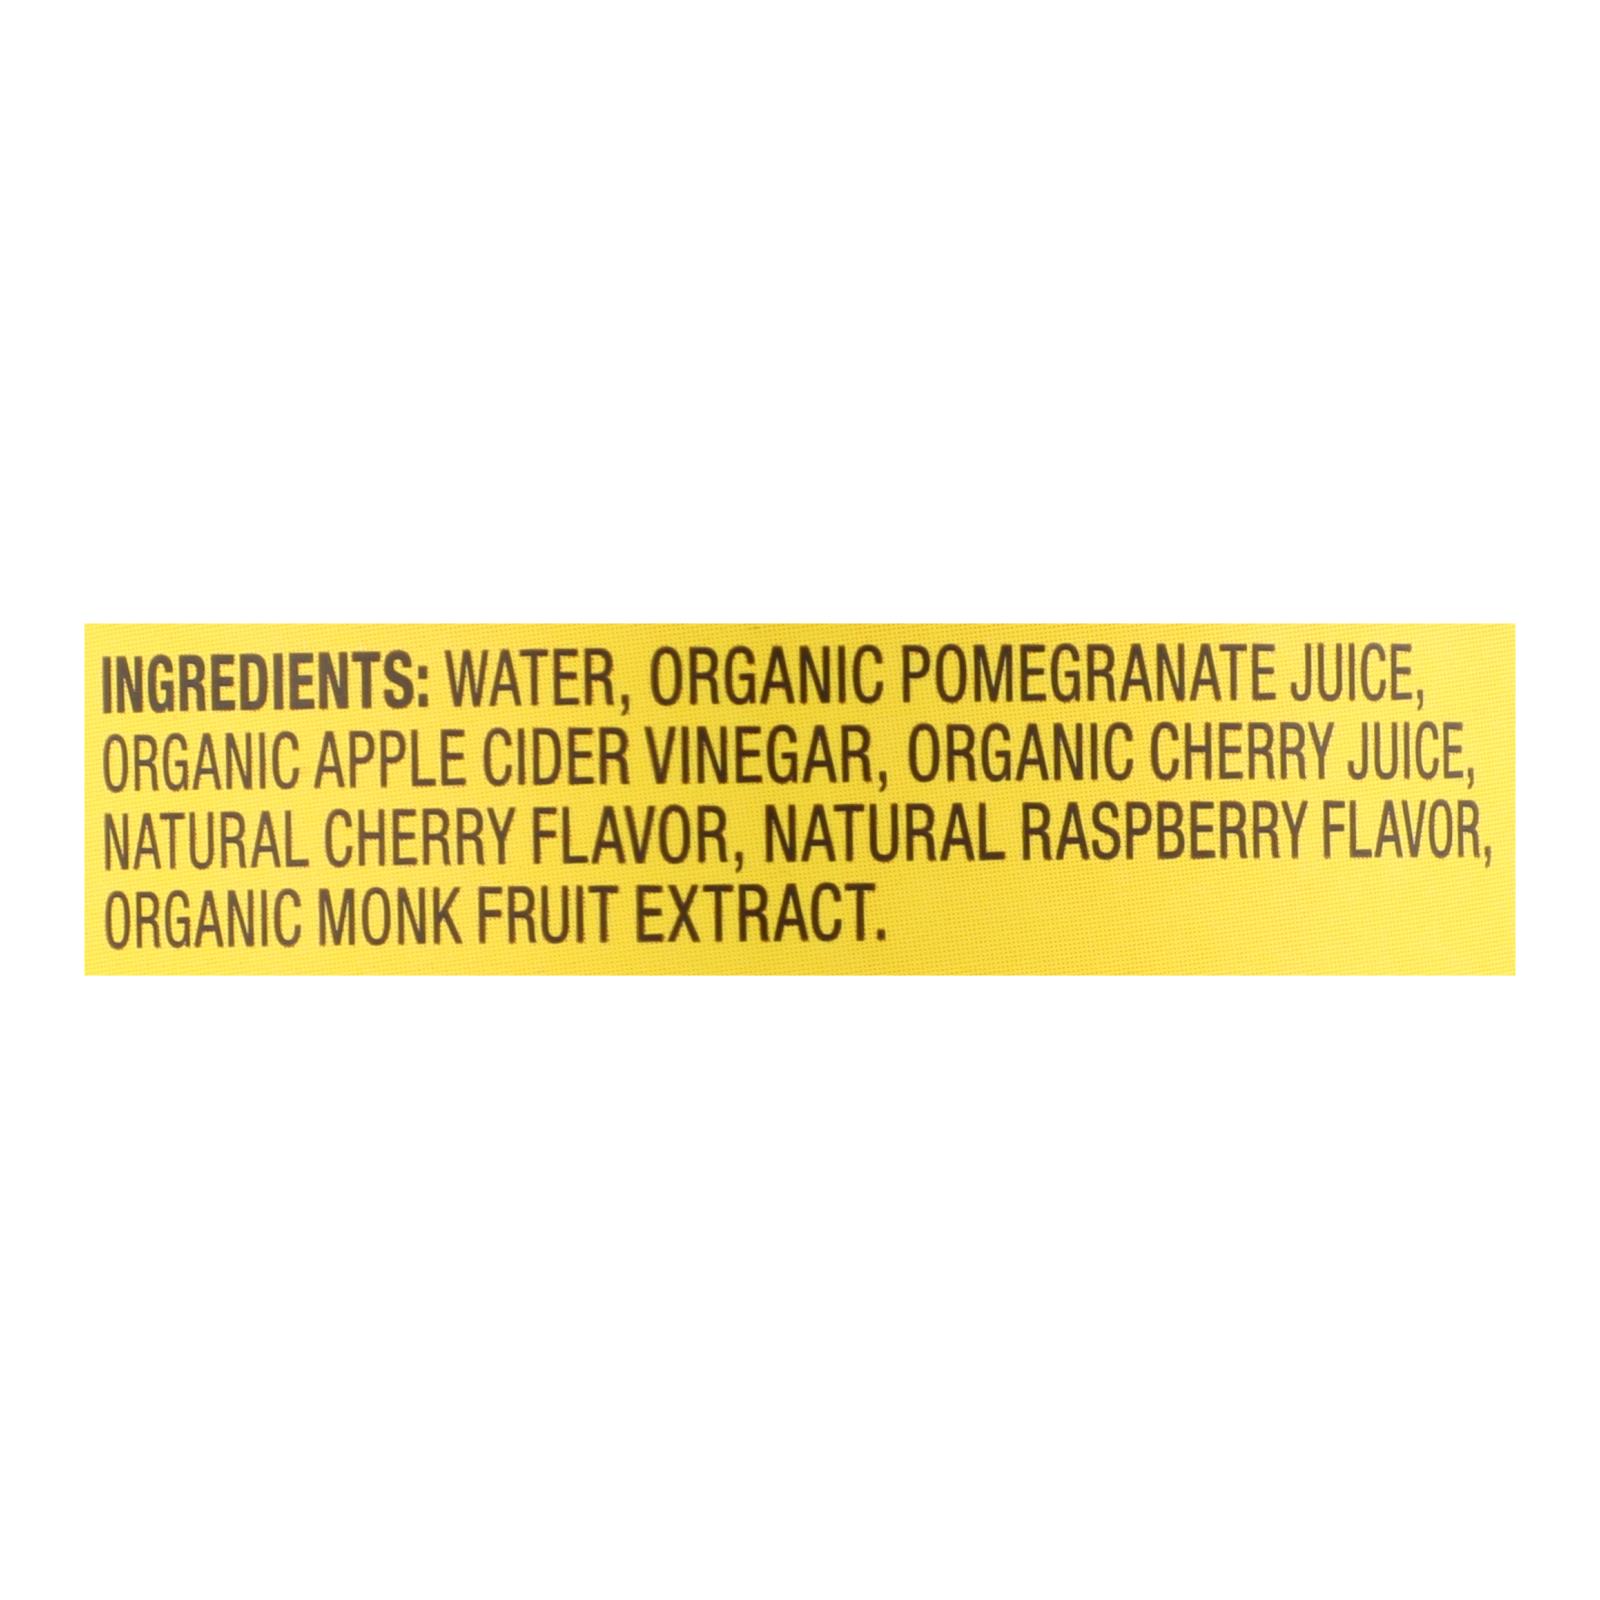 INGREDIENTS: WATER, ORGANIC POMEGRANATE JUICE,
ORGANIC APPLE CIDER VINEGAR, ORGANIC CHERRY JUICE,
NATURAL CHERRY FLAVOR, NATURAL RASPBERRY FLAVOR,
ORGANIC MONK FRUIT EXTRACT.